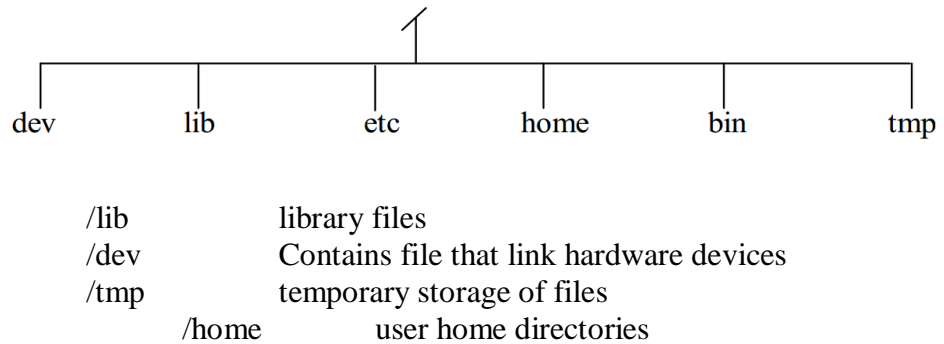 /
dev lib etc home bin tmp
/lib library files
/dev Contains file that link hardware devices
/tmp temporary storage of files
/home user home directories